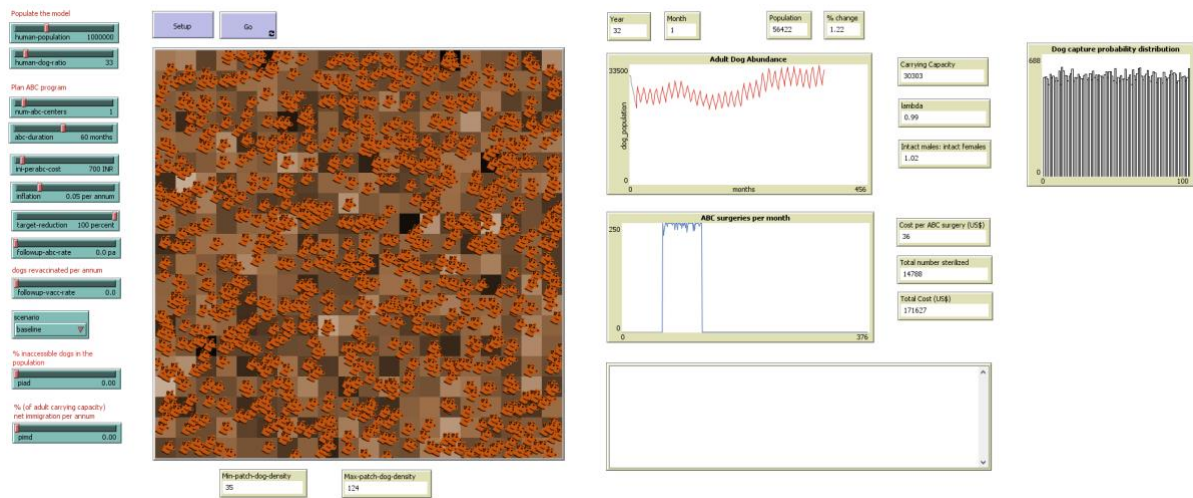 Populate the model
human-population 1000000
human-dog-ratio 33
Plan ABC program
num-abc-centers 1
abc-duration 60 months
ini-perabc-cost 700 INR
inflation 0.05 per annum
target-reduction 100 percent
followup-abc-rate 0.0 pa
dogs revaccinated per annum
followup-vacc-rate 0.0
scenario
baseline
% inaccessible dogs in the
population
piad 0.00
% (of adult carrying capacity)
net immigration per annum
pimd 0.00
Setup
Go
Min-patch-dog-density
35
Max-patch-dog-density
124
Year
32
Month
1
Population
56422
% change
1.22
Adult Dog Abundance
33500
dog_population
0
0
months
456
Carrying Capacity
30303
lambda
0.99
Intact males: intact females
1.02
ABC surgeries per month
250
0
0
376
Cost per ABC surgery (US$)
36
Total number sterilized
14788
Total Cost (US$)
171627
Dog capture probability distribution
688
0
0
100